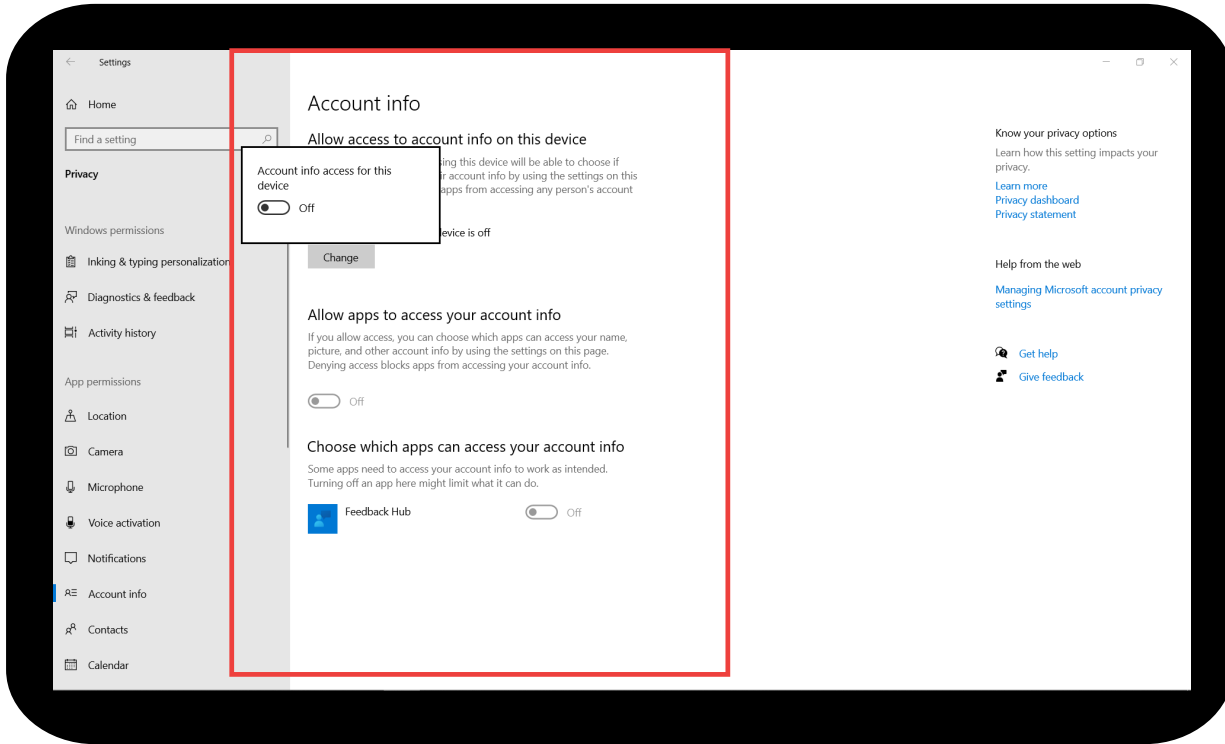 Settings
Home
Find a setting
Privacy
Windows permissions
Inking & typing personalization
Diagnostics & feedback
Activity history
App permissions
Location
Camera
Microphone
Voice activation
Notifications
Account info
Contacts
Calendar
Account info
Allow access to account info on this device
ing this device will be able to choose if
ir account info by using the settings on this
apps from accessing any person's account
Account info access for this
device
Off
evice is off
Change
Allow apps to access your account info
If you allow access, you can choose which apps can access your name,
picture, and other account info by using the settings on this page.
Denying access blocks apps from accessing your account info.
Off
Choose which apps can access your account info
Some apps need to access your account info to work as intended.
Turning off an app here might limit what it can do.
Feedback Hub
Off
Know your privacy options
Learn how this setting impacts your
privacy.
Learn more
Privacy dashboard
Privacy statement
Help from the web
Managing Microsoft account privacy
settings
Get help
Give feedback